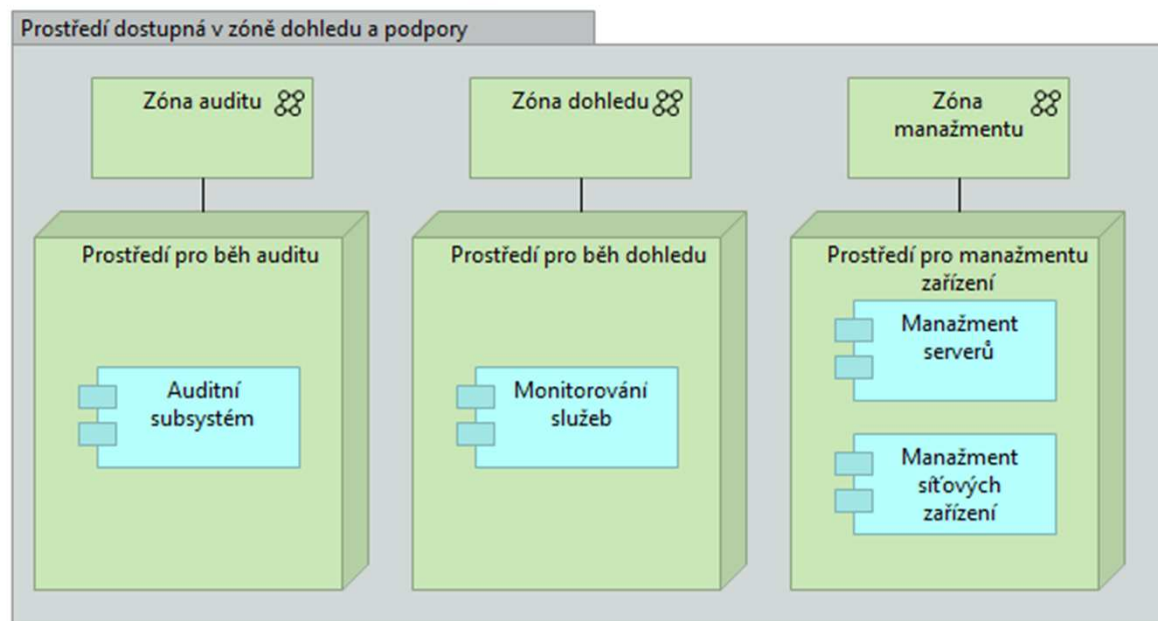 Prostředí dostupná v zóně dohledu a podpory
Zóna auditu
Zóna dohledu
Zóna
manažmentu
Prostředí pro běh auditu
Auditní
subsystém
Prostředí pro běh dohledu
Monitorování
služeb
Prostředí pro manažmentu
zařízení
Manažment
serverů
Manažment
síťových
zařízení